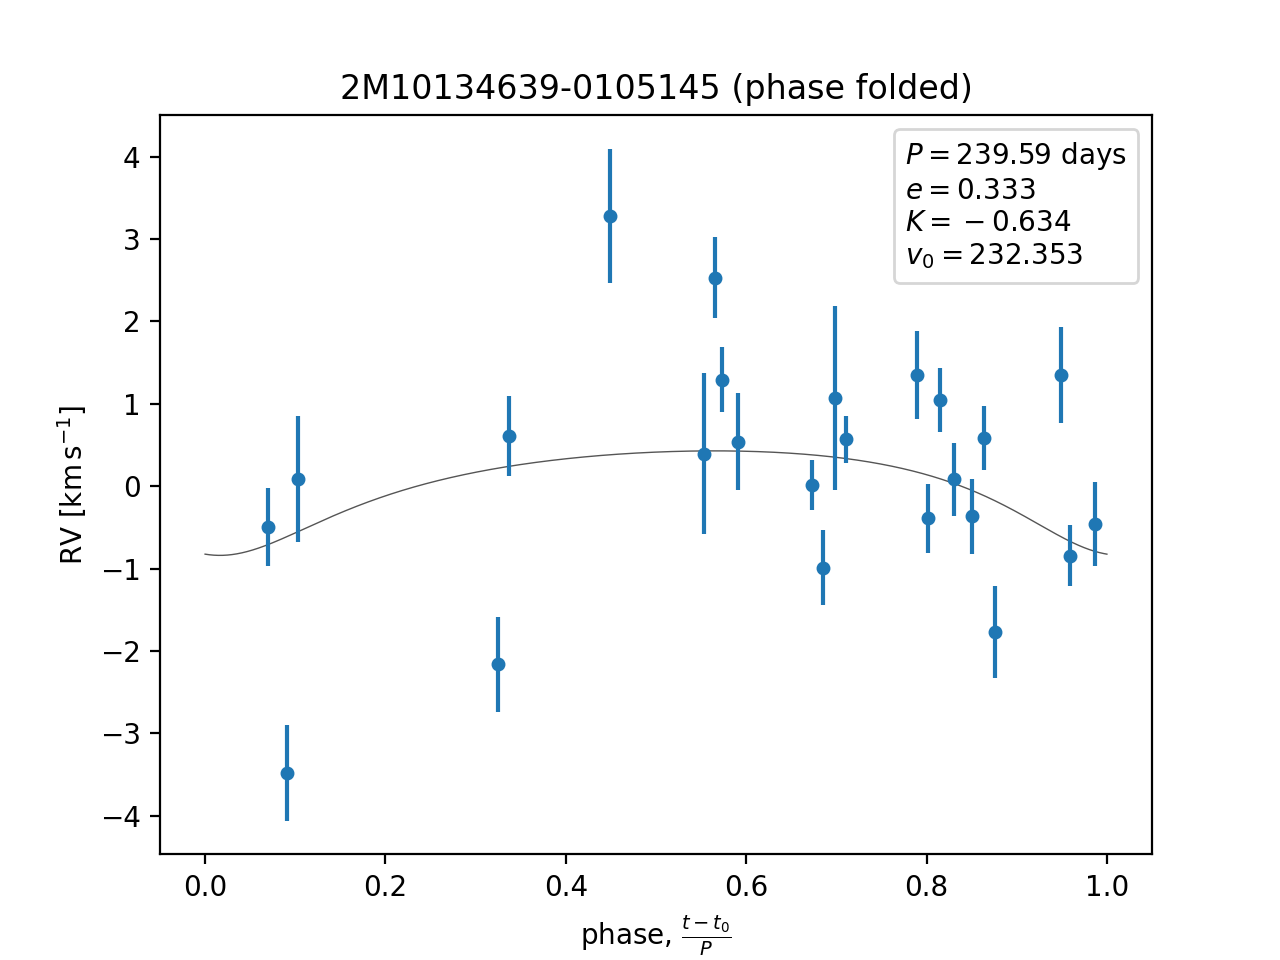 2M10134639-0105145 (phase folded)
P = 239.59 days
e = 0.333
K = −0.634
v₀ = 232.353
4
3
2
1
0
−1
−2
−3
−4
RV [km s⁻¹]
0.0 0.2 0.4 0.6 0.8 1.0
phase, (t − t₀)/P